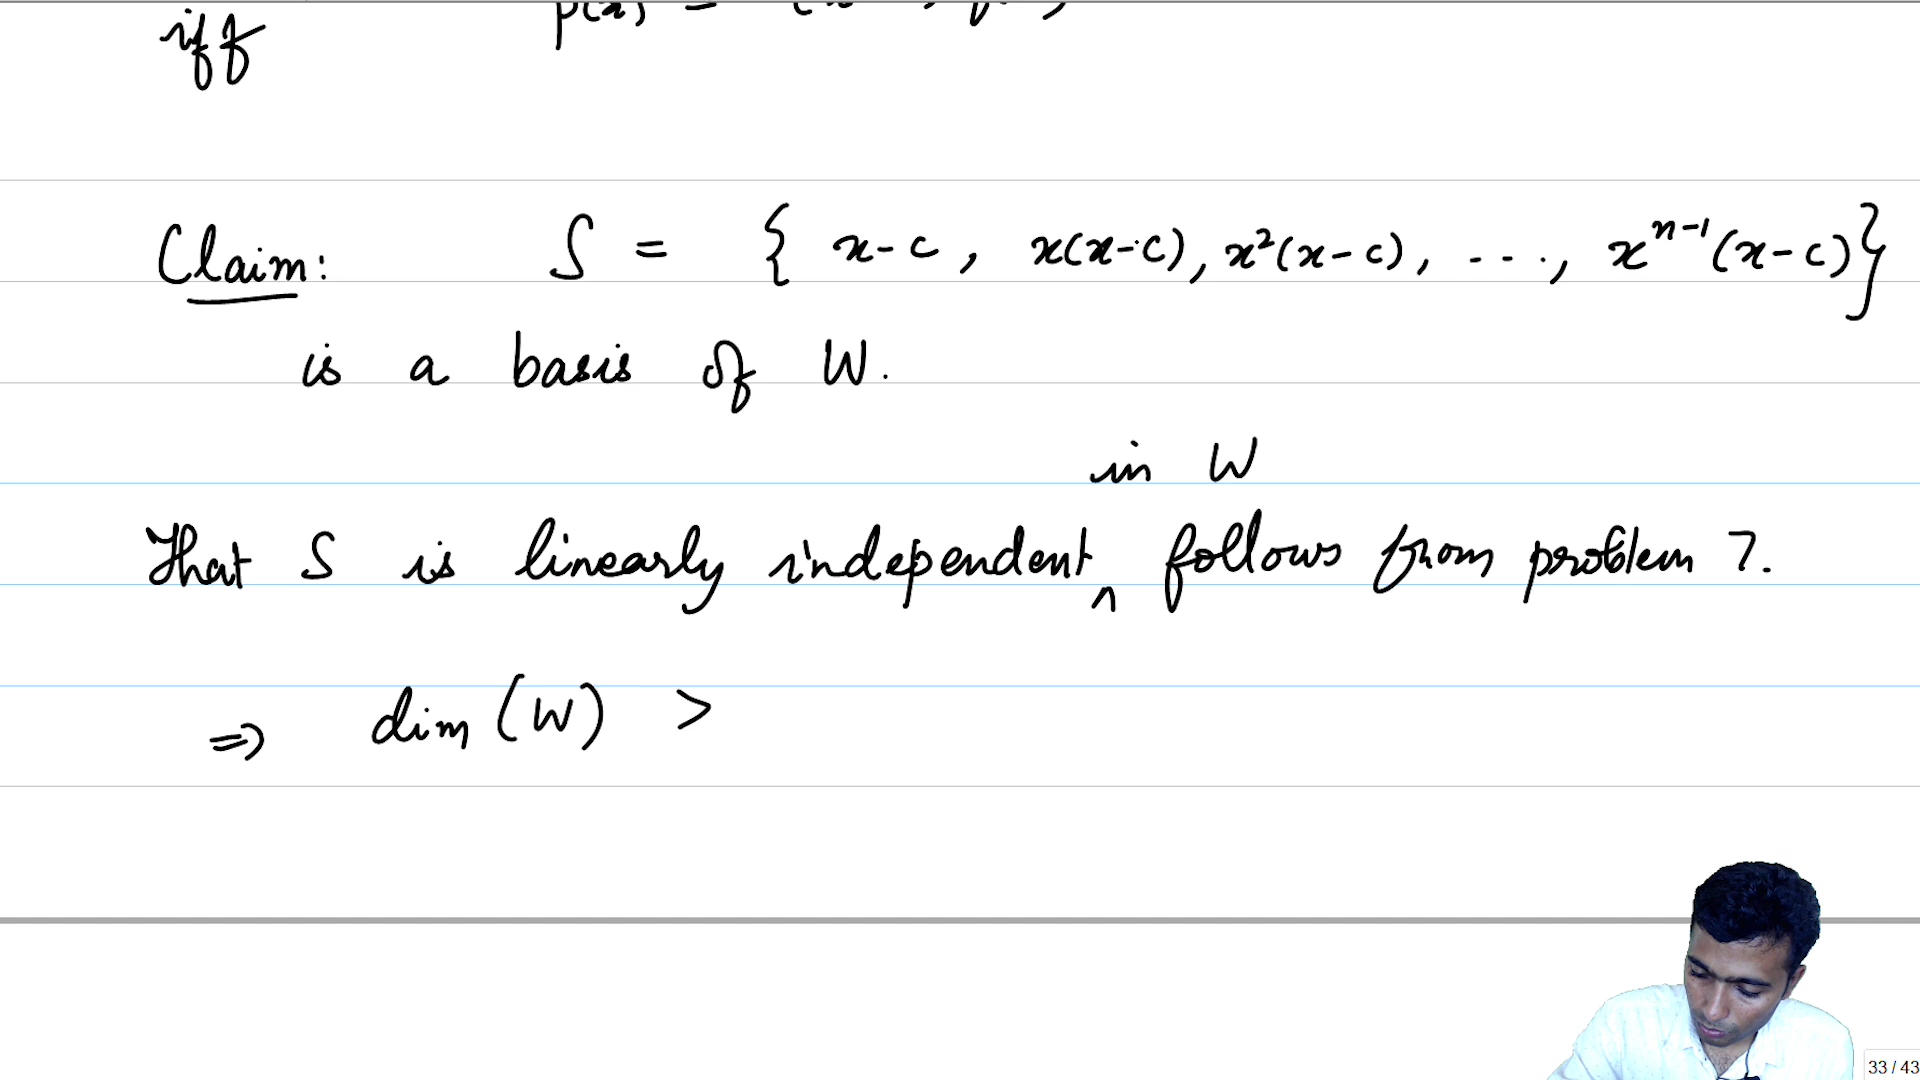 iff p(x) =
Claim: S = { x-c, x(x-c), x²(x-c), ..., xⁿ⁻¹(x-c)}
is a basis of W.
in W
That S is linearly independent ^ follows from problem 7.
⇒ dim (W) >
33 / 43